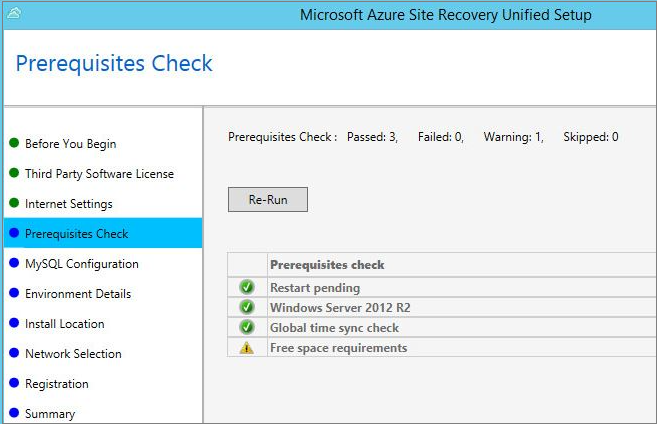 Microsoft Azure Site Recovery Unified Setup
Prerequisites Check
Before You Begin
Third Party Software License
Internet Settings
Prerequisites Check
MySQL Configuration
Environment Details
Install Location
Network Selection
Registration
Summary
Prerequisites Check : Passed: 3, Failed: 0, Warning: 1, Skipped: 0
Re-Run
Prerequisites check
Restart pending
Windows Server 2012 R2
Global time sync check
Free space requirements